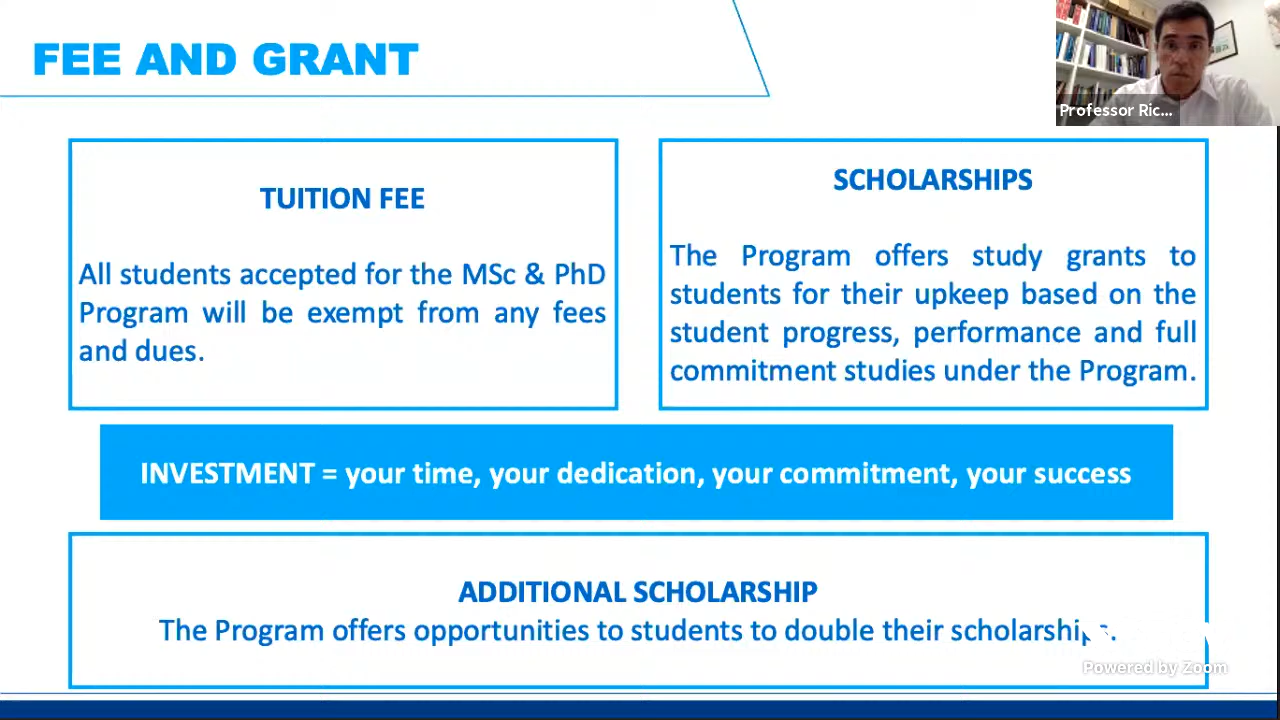 FEE AND GRANT
Professor Ric...
TUITION FEE
All students accepted for the MSc & PhD
Program will be exempt from any fees
and dues.
SCHOLARSHIPS
The Program offers study grants to
students for their upkeep based on the
student progress, performance and full
commitment studies under the Program.
INVESTMENT = your time, your dedication, your commitment, your success
ADDITIONAL SCHOLARSHIP
The Program offers opportunities to students to double their scholarships.
Powered by Zoom